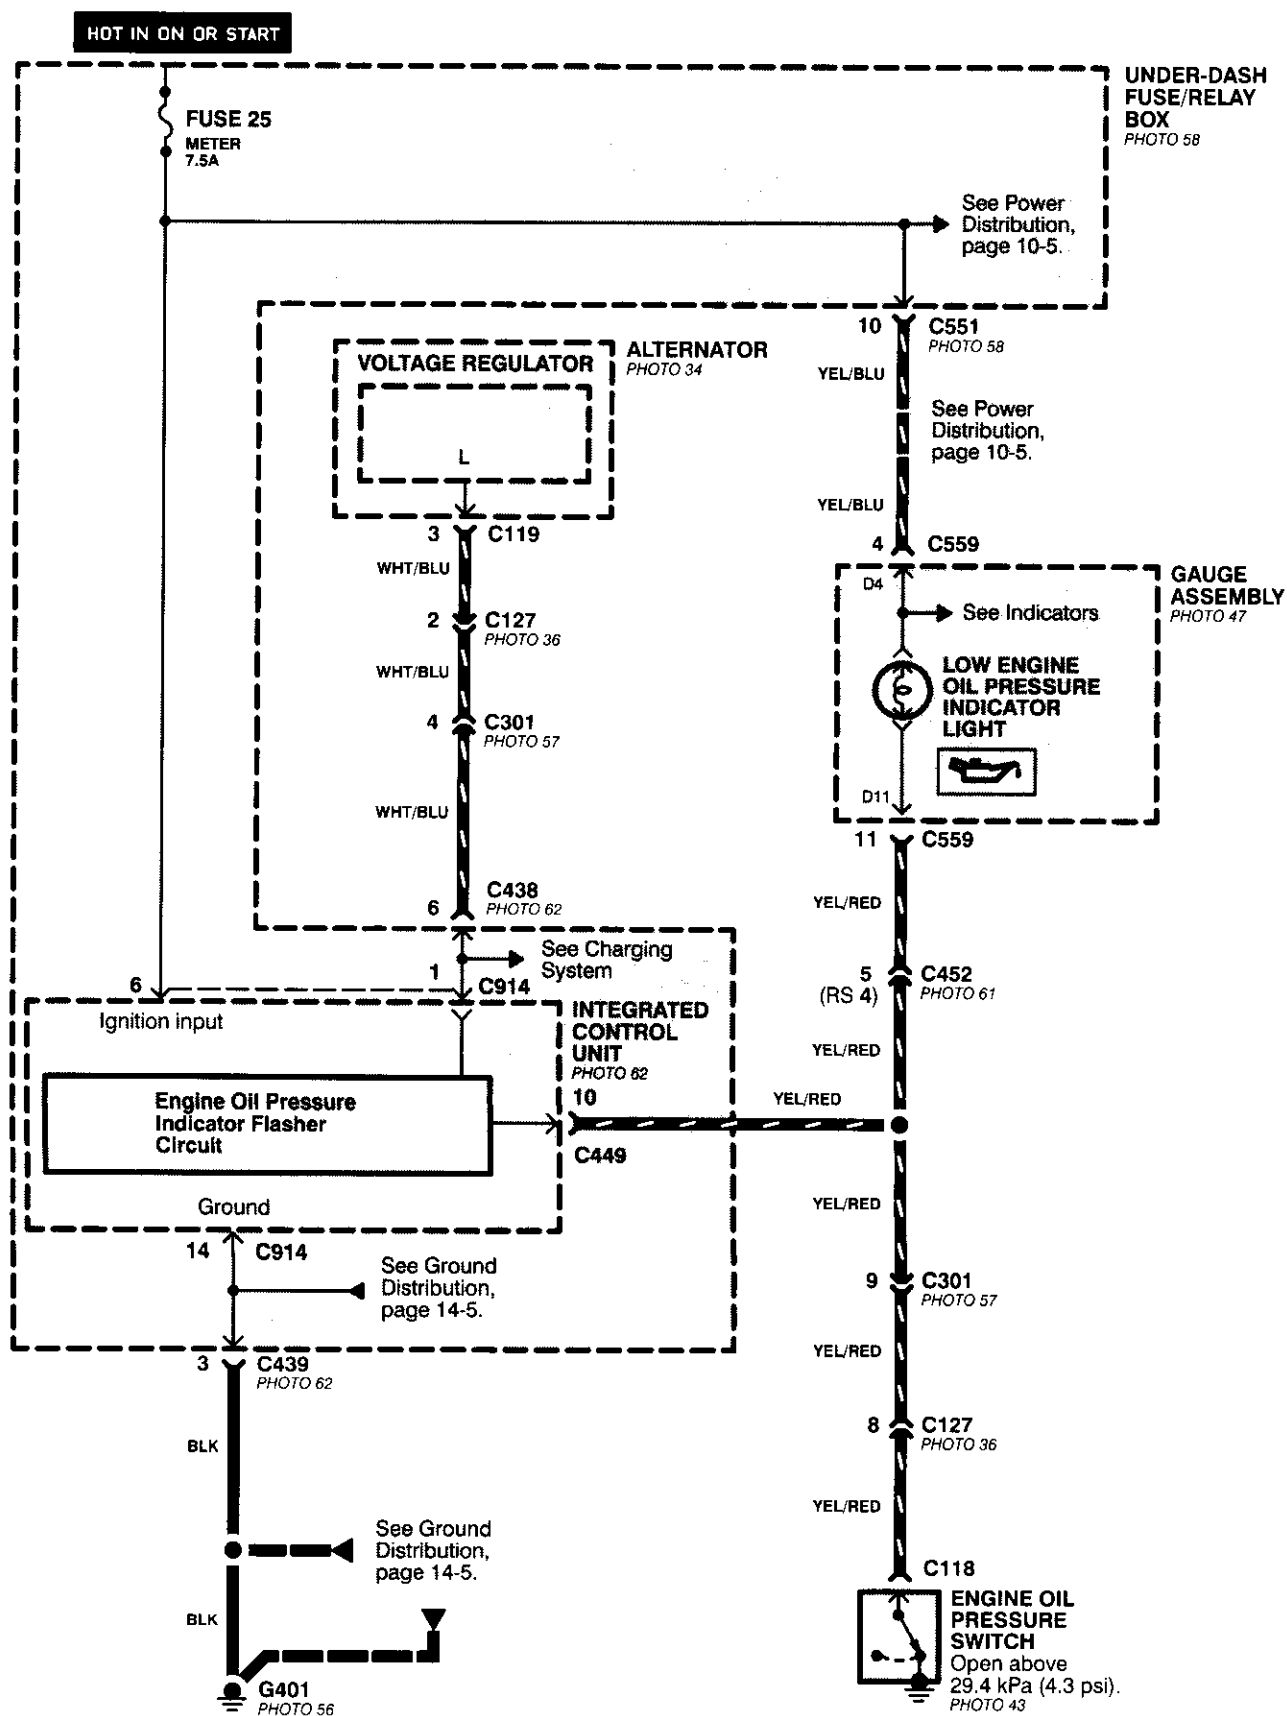 HOT IN ON OR START
UNDER-DASH
FUSE/RELAY
BOX
PHOTO 58
FUSE 25
METER
7.5A
See Power
Distribution,
page 10-5.
10
C551
PHOTO 58
YEL/BLU
See Power
Distribution,
page 10-5.
YEL/BLU
4
C559
VOLTAGE REGULATOR
ALTERNATOR
PHOTO 34
L
3
C119
WHT/BLU
2
C127
PHOTO 36
WHT/BLU
4
C301
PHOTO 57
WHT/BLU
C438
6
PHOTO 62
D4
GAUGE
ASSEMBLY
PHOTO 47
See Indicators
LOW ENGINE
OIL PRESSURE
INDICATOR
LIGHT
D11
11
C559
YEL/RED
5
C452
(RS 4)
PHOTO 61
YEL/RED
See Charging
System
1
C914
6
Ignition input
INTEGRATED
CONTROL
UNIT
PHOTO 62
10
YEL/RED
Engine Oil Pressure
Indicator Flasher
Circuit
C449
Ground
14
C914
See Ground
Distribution,
page 14-5.
YEL/RED
9
C301
PHOTO 57
YEL/RED
3
C439
PHOTO 62
8
C127
PHOTO 36
BLK
YEL/RED
See Ground
Distribution,
page 14-5.
C118
BLK
ENGINE OIL
PRESSURE
SWITCH
Open above
29.4 kPa (4.3 psi).
PHOTO 43
G401
PHOTO 56